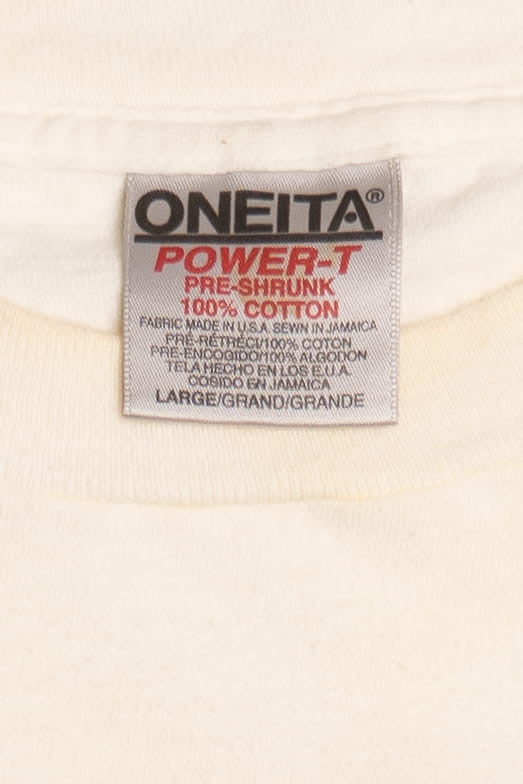 ONEITA®
POWER-T
PRE-SHRUNK
100% COTTON
FABRIC MADE IN U.S.A. SEWN IN JAMAICA
PRÉ-RÉTRÉCI/100% COTON
PRE-ENCOGIDO/100% ALGODON
TELA HECHO EN LOS E.U.A.
COSIDO EN JAMAICA
LARGE/GRAND/GRANDE